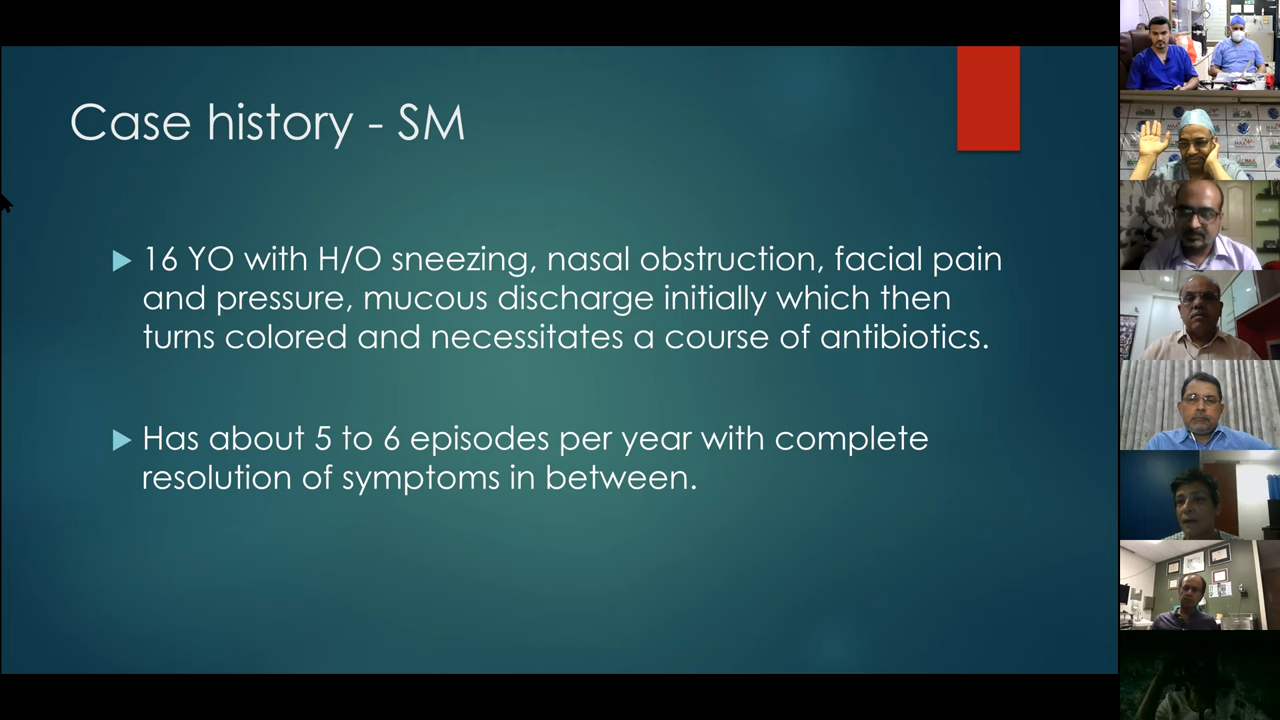 Case history - SM
16 YO with H/O sneezing, nasal obstruction, facial pain
and pressure, mucous discharge initially which then
turns colored and necessitates a course of antibiotics.
Has about 5 to 6 episodes per year with complete
resolution of symptoms in between.